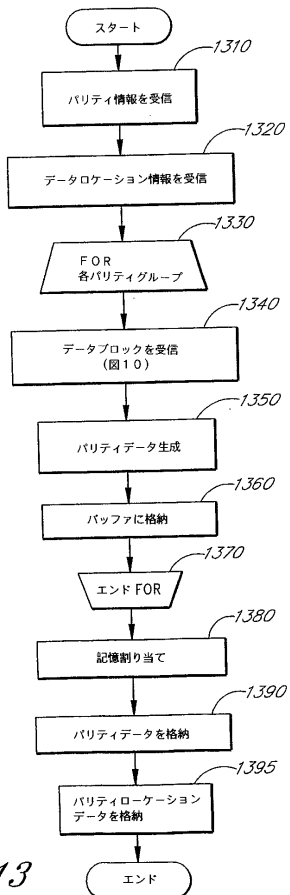 スタート
1310
パリティ情報を受信
1320
データロケーション情報を受信
1330
FOR
各パリティグループ
1340
データブロックを受信
(図10)
1350
パリティデータ生成
1360
バッファに格納
1370
エンド FOR
1380
記憶割り当て
1390
パリティデータを格納
1395
パリティローケーション
データを格納
エンド
13